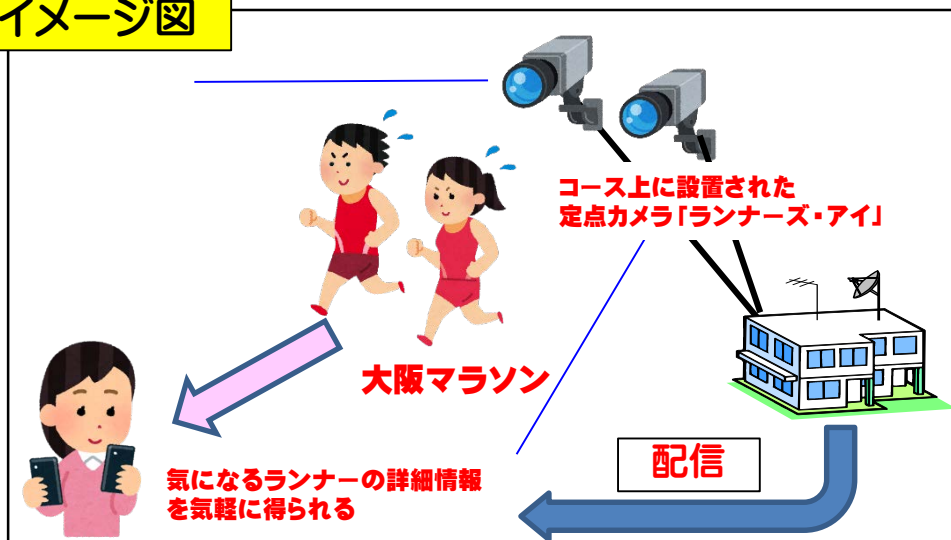 イメージ図
コース上に設置された
定点カメラ「ランナーズ・アイ」
大阪マラソン
配信
気になるランナーの詳細情報
を気軽に得られる